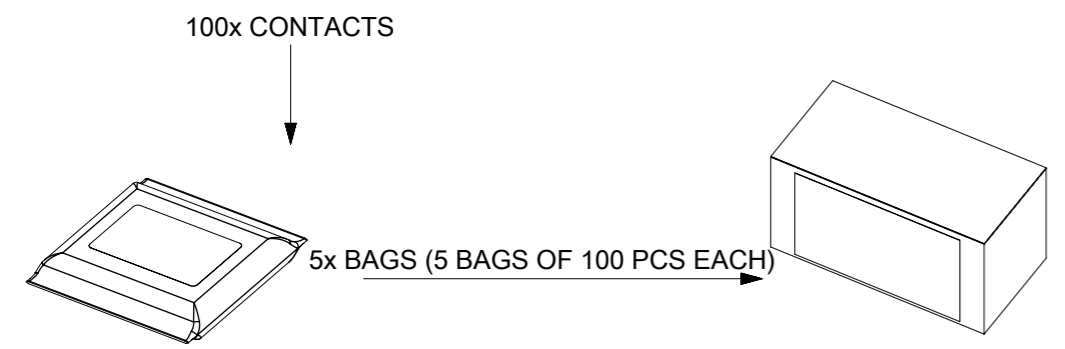 100x CONTACTS
5x BAGS (5 BAGS OF 100 PCS EACH)